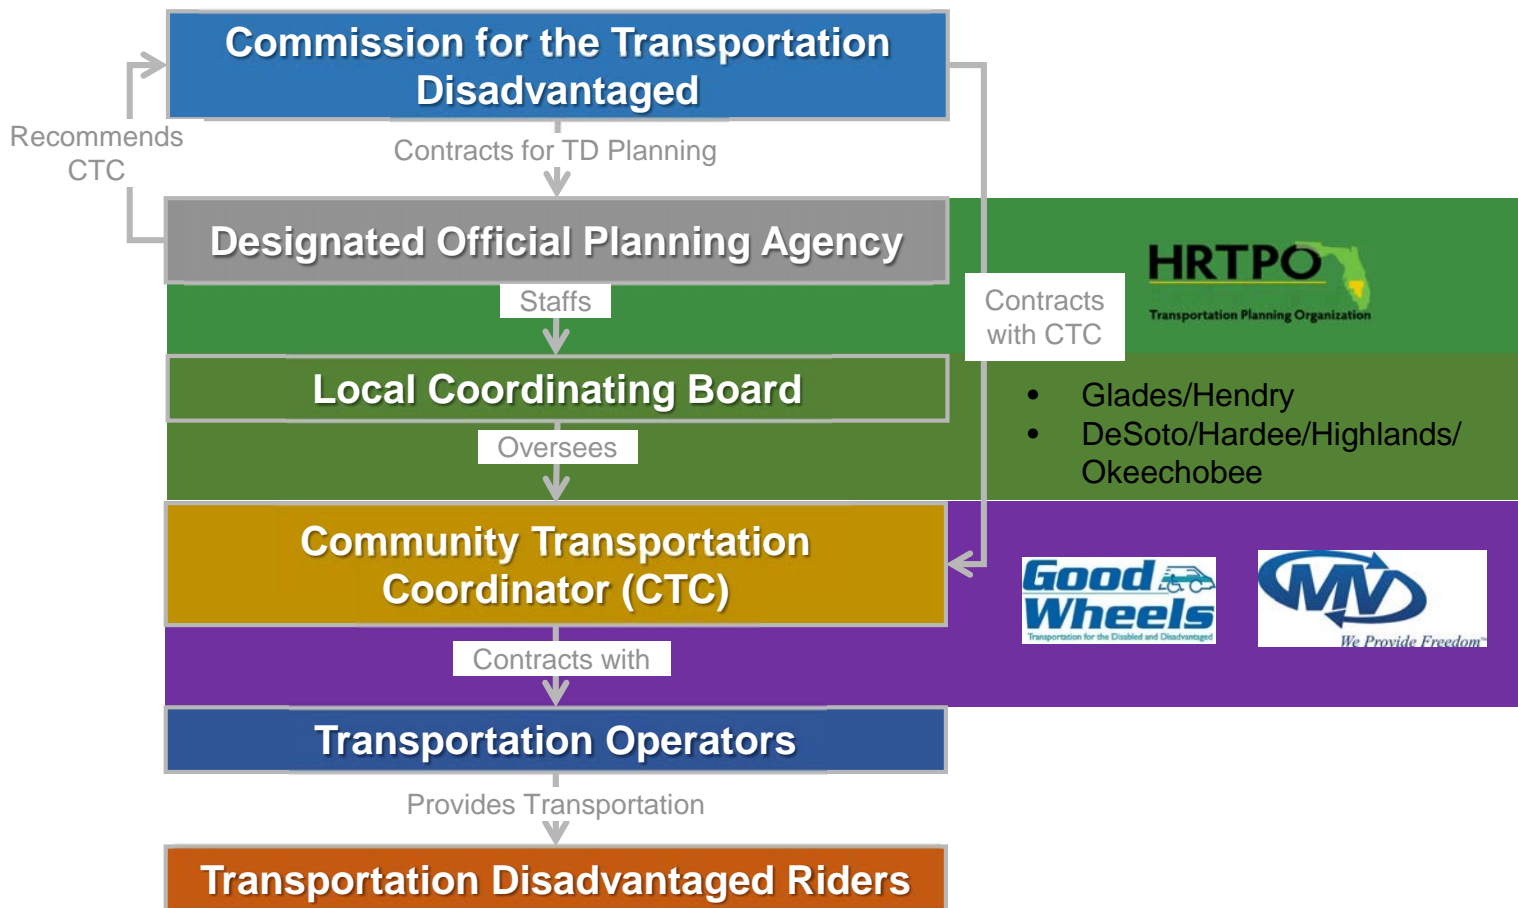 Commission for the Transportation
Disadvantaged
Recommends
CTC
Contracts for TD Planning
Designated Official Planning Agency
HRTPO
Transportation Planning Organization
Staffs
Contracts
with CTC
Local Coordinating Board
• Glades/Hendry
• DeSoto/Hardee/Highlands/
Okeechobee
Oversees
Community Transportation
Coordinator (CTC)
Good
Wheels
Transportation for the Disabled and Disadvantaged
MV
We Provide Freedom
Contracts with
Transportation Operators
Provides Transportation
Transportation Disadvantaged Riders